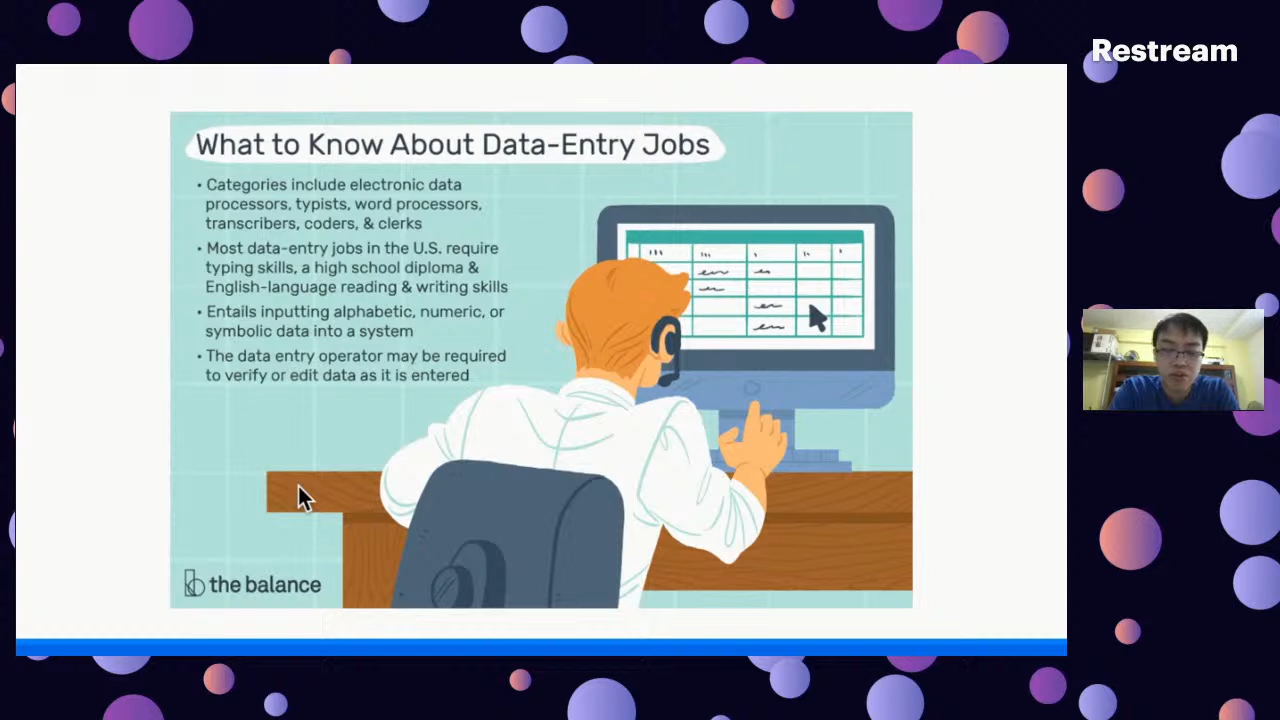 Restream
What to Know About Data-Entry Jobs
• Categories include electronic data
processors, typists, word processors,
transcribers, coders, & clerks
• Most data-entry jobs in the U.S. require
typing skills, a high school diploma &
English-language reading & writing skills
• Entails inputting alphabetic, numeric, or
symbolic data into a system
• The data entry operator may be required
to verify or edit data as it is entered
the balance